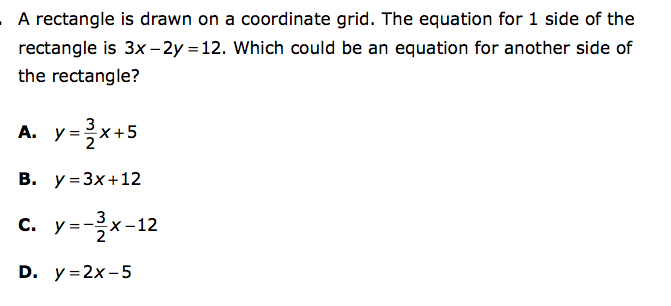 . A rectangle is drawn on a coordinate grid. The equation for 1 side of the
rectangle is 3x – 2y = 12. Which could be an equation for another side of
the rectangle?
A. y = 3/2 x + 5
B. y = 3x + 12
C. y = – 3/2 x – 12
D. y = 2x – 5